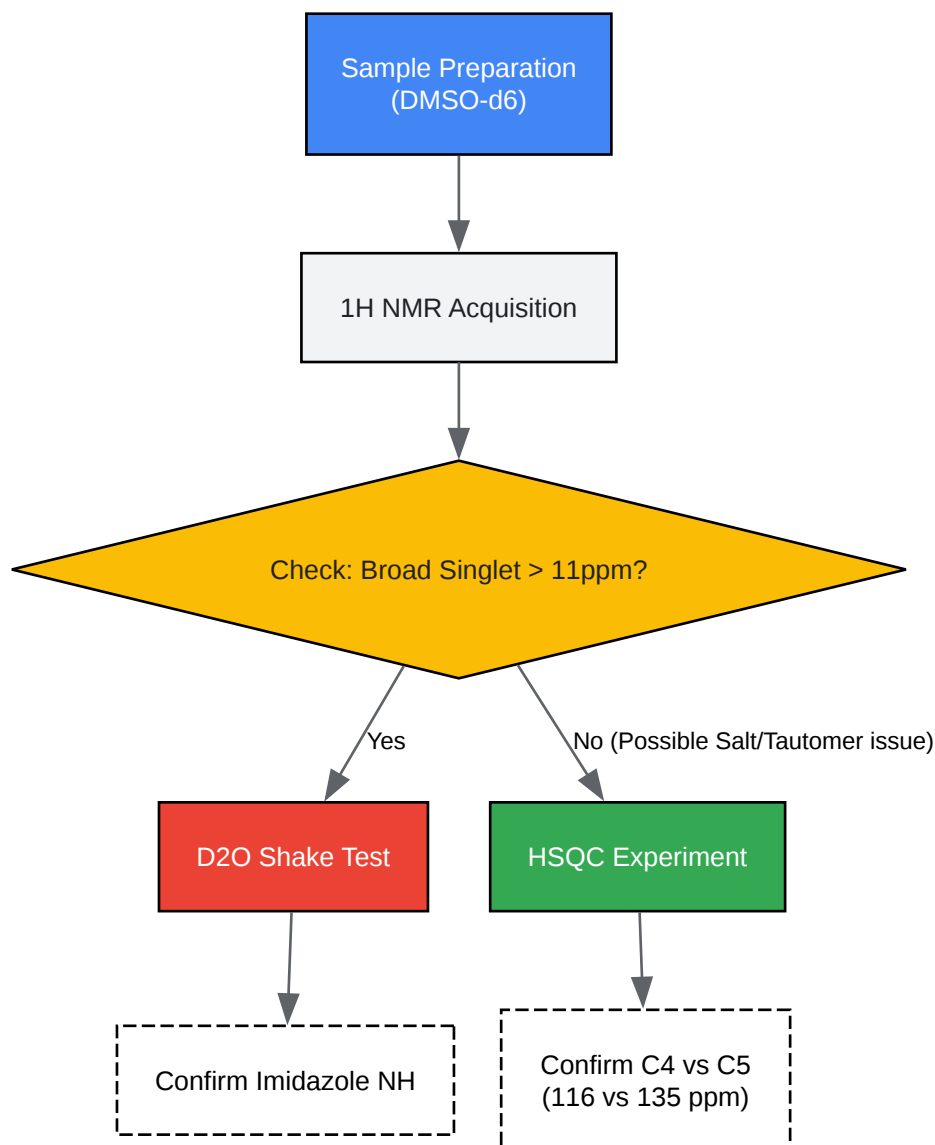 Sample Preparation
(DMSO-d6)
1H NMR Acquisition
Check: Broad Singlet > 11ppm?
Yes
No (Possible Salt/Tautomer issue)
D2O Shake Test
HSQC Experiment
Confirm Imidazole NH
Confirm C4 vs C5
(116 vs 135 ppm)